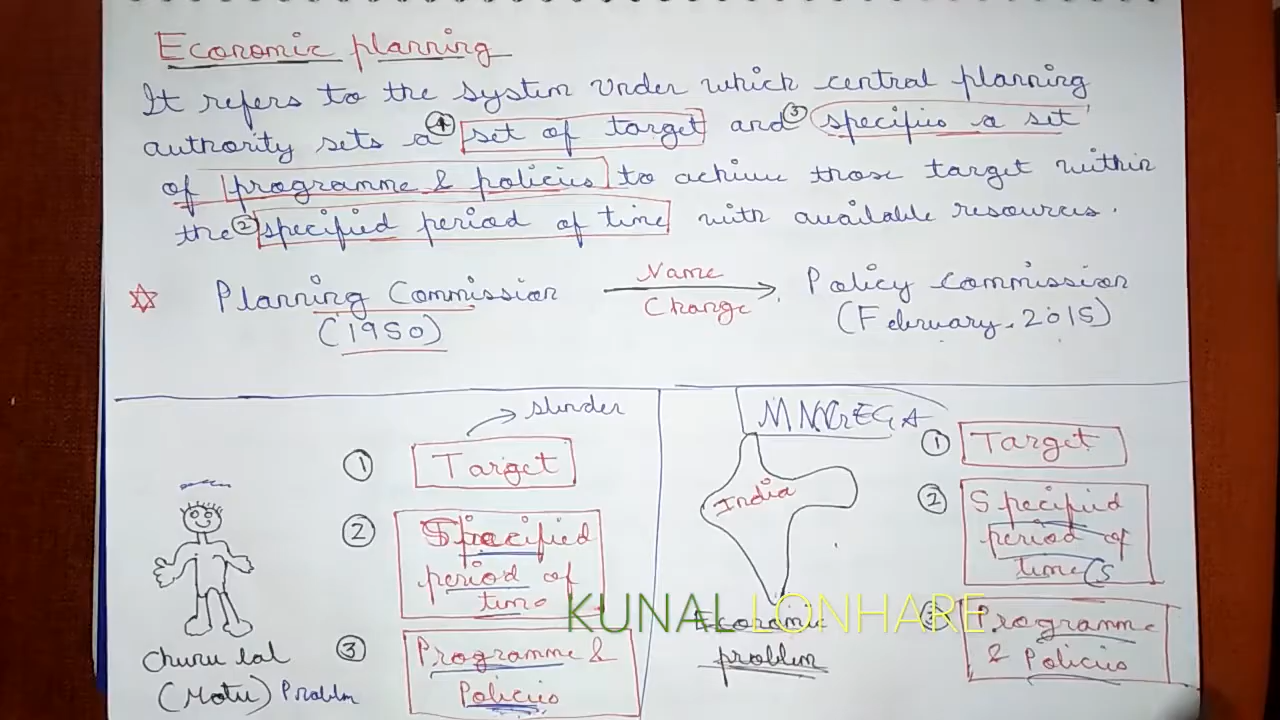 Economic planning
It refers to the system under which central planning
authority sets a ① set of target and ③ specifies a set
of programme & policies to achieve those target within
the ② specified period of time with available resources.
Planning Commission Name Change Policy Commission
(1950) (February, 2015)
slender
① Target
② Specified
period of
time
③ Programme &
Policies
Churu lal
(Motu) Problem
MNREGA
India
Economic
problem
① Target
② Specified
period of
time (5
③ Programme
& Policies
KUNAL LONHARE